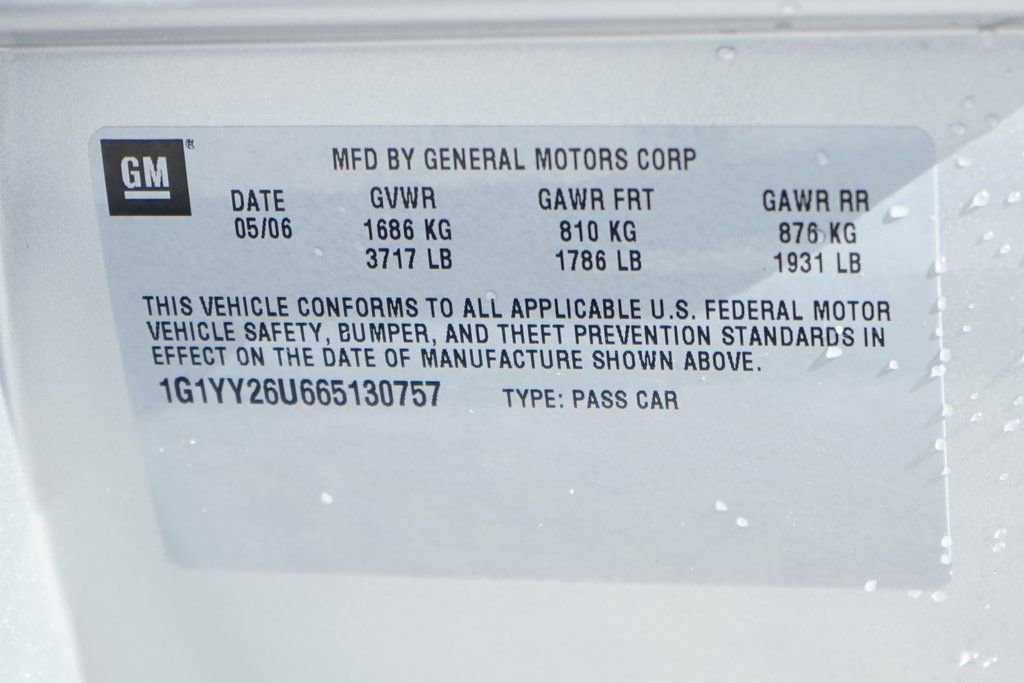 GM®
MFD BY GENERAL MOTORS CORP
DATE GVWR GAWR FRT GAWR RR
05/06 1686 KG 810 KG 876 KG
3717 LB 1786 LB 1931 LB
THIS VEHICLE CONFORMS TO ALL APPLICABLE U.S. FEDERAL MOTOR
VEHICLE SAFETY, BUMPER, AND THEFT PREVENTION STANDARDS IN
EFFECT ON THE DATE OF MANUFACTURE SHOWN ABOVE.
1G1YY26U665130757 TYPE: PASS CAR